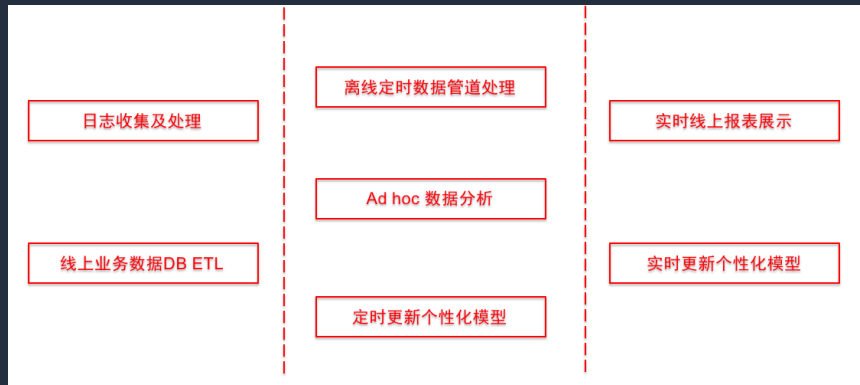 日志收集及处理
线上业务数据DB ETL
离线定时数据管道处理
Ad hoc 数据分析
定时更新个性化模型
实时线上报表展示
实时更新个性化模型